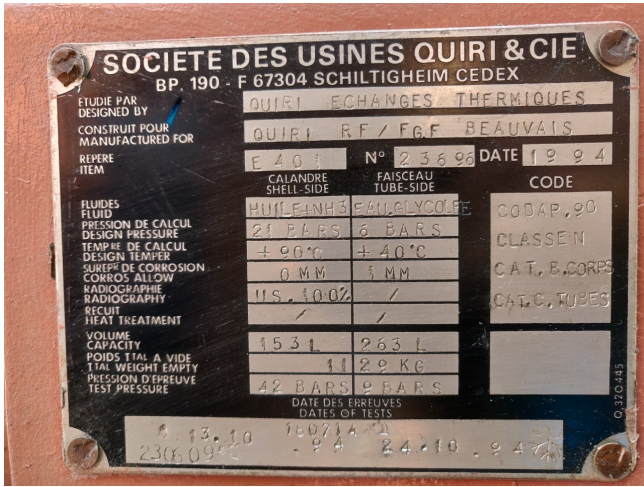 SOCIETE DES USINES QUIRI & CIE
BP. 190 - F 67304 SCHILTIGHEIM CEDEX
ETUDIE PAR
DESIGNED BY
QUIRI ECHANGES THERMIQUES
CONSTRUIT POUR
MANUFACTURED FOR
QUIRI RF/FGF BEAUVAIS
REPERE
ITEM
E 401 N° 23696 DATE 1994
CALANDRE FAISCEAU CODE
SHELL-SIDE TUBE-SIDE
FLUIDES
FLUID
HUILE+NH3 EAU.GLYCOLEE CODAP.90
PRESSION DE CALCUL
DESIGN PRESSURE
21 BARS 6 BARS
CLASSE N
TEMPRE DE CALCUL
DESIGN TEMPER
+90°C +40°C
SUREPR DE CORROSION
CORROS ALLOW
0 MM 1 MM
CAT.B.CORPS
RADIOGRAPHIE
RADIOGRAPHY
US.100% /
CAT.C.TUBES
RECUIT
HEAT TREATMENT
/ /
VOLUME
CAPACITY
153 L 263 L
POIDS TTAL A VIDE
TTAL WEIGHT EMPTY
1129 KG
PRESSION D'EPREUVE
TEST PRESSURE
42 BARS 9 BARS
DATE DES EPREUVES
DATES OF TESTS
13.10 .94 24.10.94
Q.320445